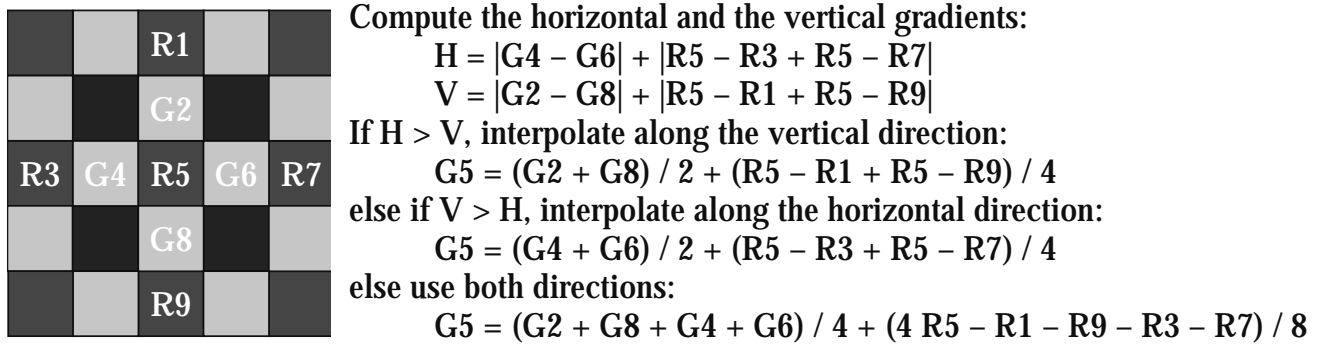 R1
G2
R3 G4 R5 G6 R7
G8
R9
Compute the horizontal and the vertical gradients:
H = |G4 – G6| + |R5 – R3 + R5 – R7|
V = |G2 – G8| + |R5 – R1 + R5 – R9|
If H > V, interpolate along the vertical direction:
G5 = (G2 + G8) / 2 + (R5 – R1 + R5 – R9) / 4
else if V > H, interpolate along the horizontal direction:
G5 = (G4 + G6) / 2 + (R5 – R3 + R5 – R7) / 4
else use both directions:
G5 = (G2 + G8 + G4 + G6) / 4 + (4 R5 – R1 – R9 – R3 – R7) / 8